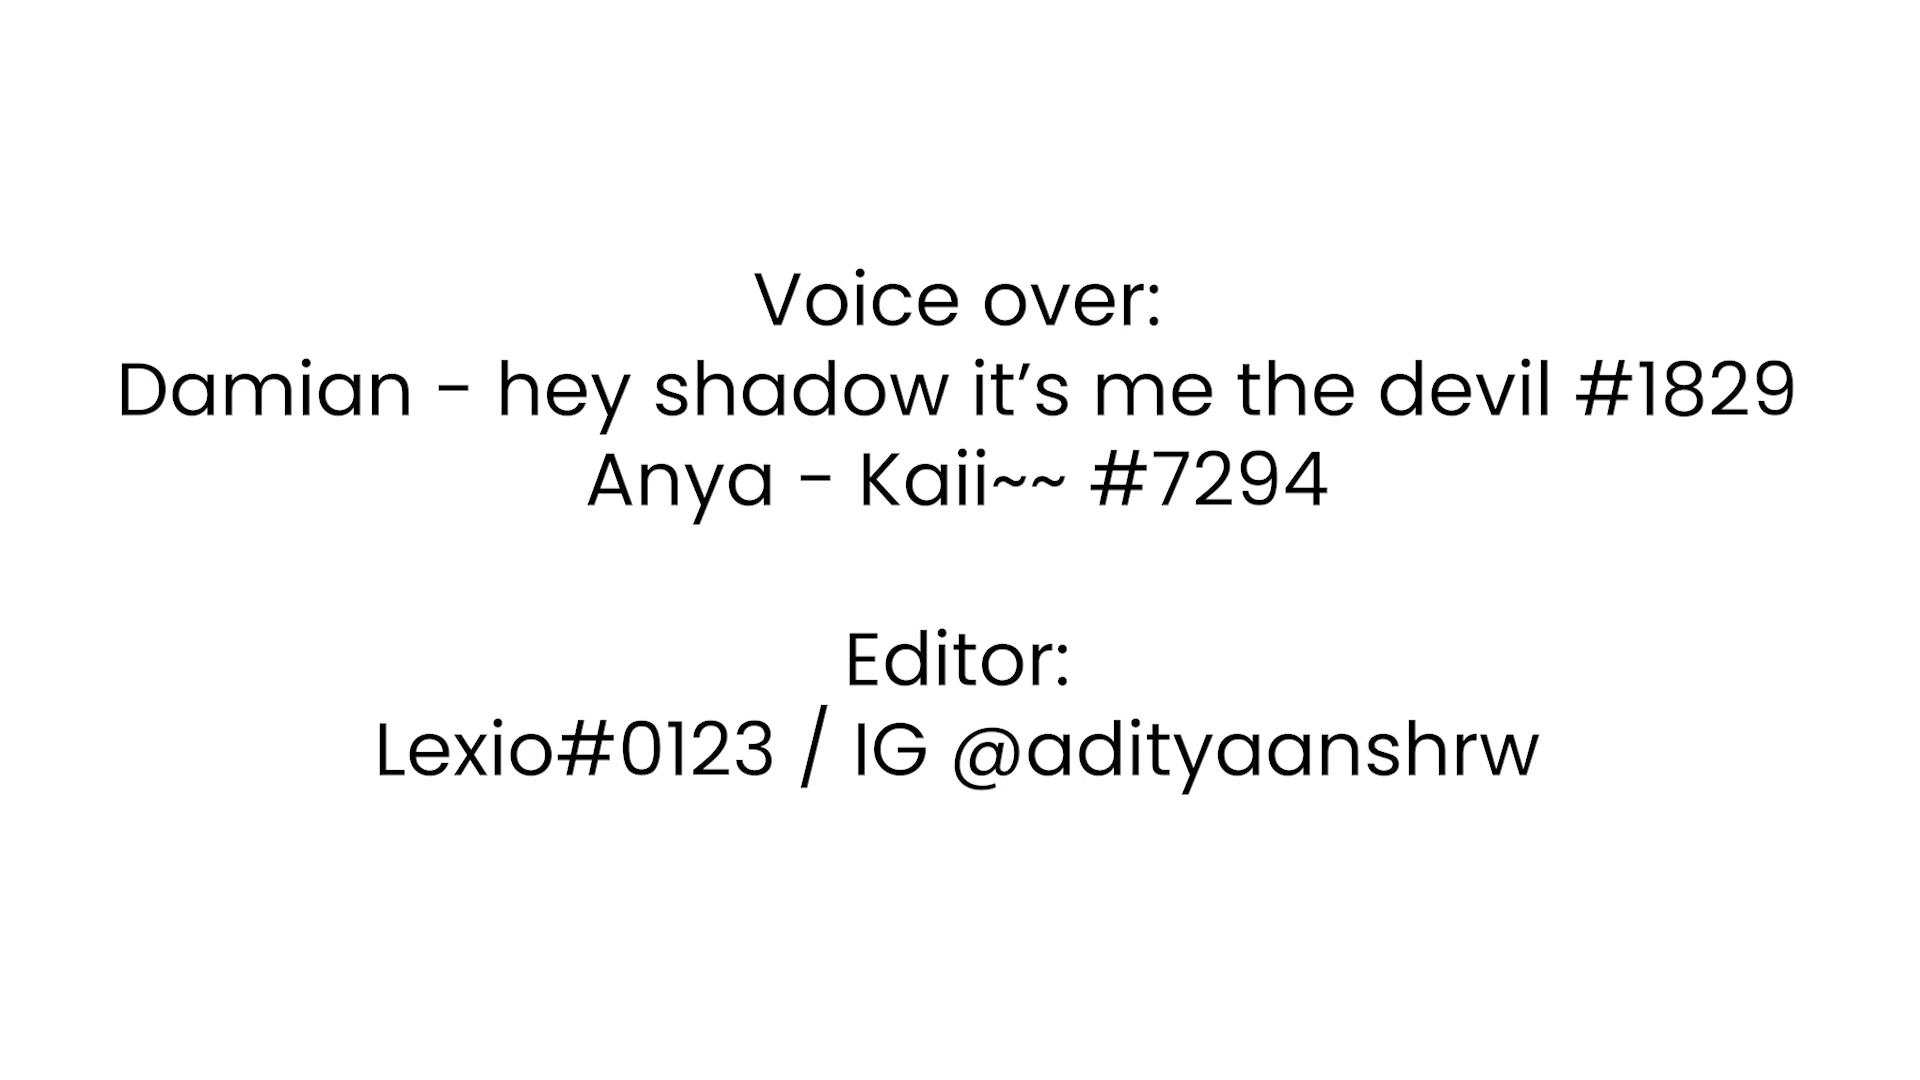 Voice over:
Damian - hey shadow it’s me the devil #1829
Anya - Kaii~~ #7294
Editor:
Lexio#0123 / IG @adityaanshrw